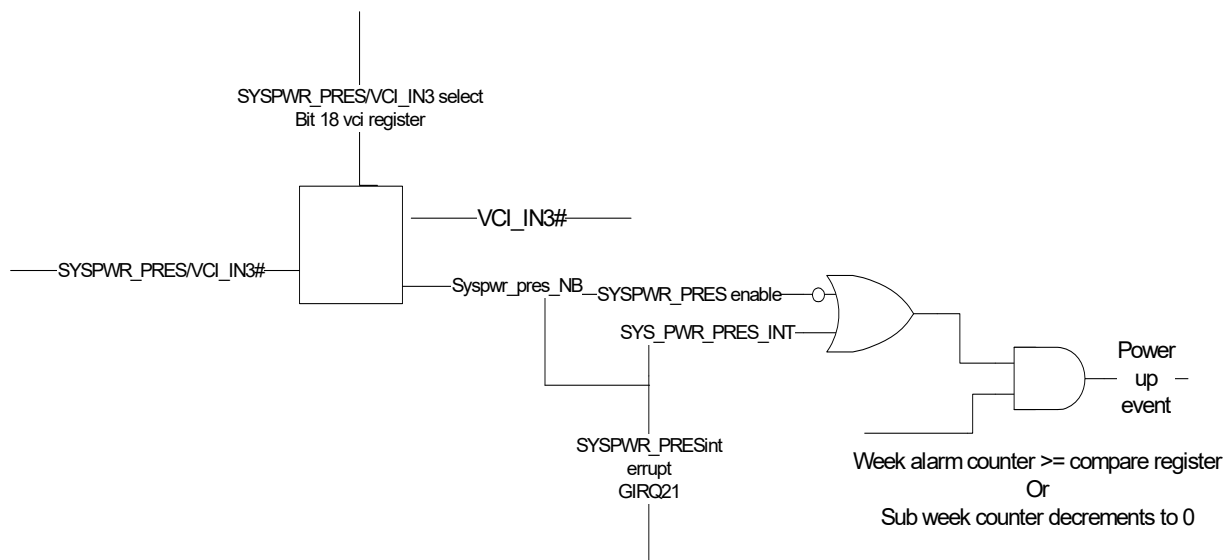 SYSPWR_PRES/VCI_IN3 select
Bit 18 vci register
VCI_IN3#
SYSPWR_PRES/VCI_IN3#
Syspwr_pres_NB
SYSPWR_PRES enable
SYS_PWR_PRES_INT
Power
up
event
SYSPWR_PRESint
errupt
GIRQ21
Week alarm counter >= compare register
Or
Sub week counter decrements to 0